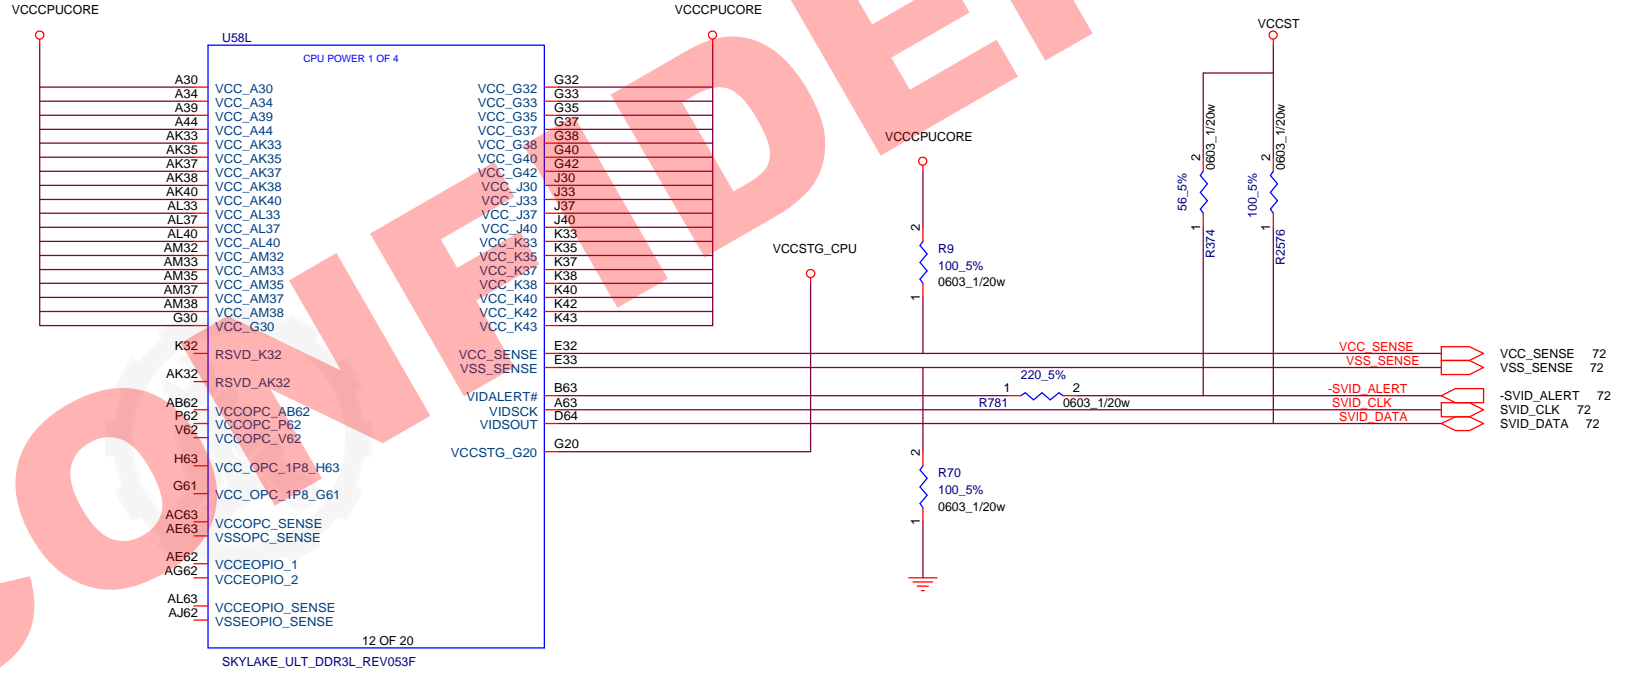 VCCCPUCORE
VCCCPUCORE
VCCST
U58L
CPU POWER 1 OF 4
A30 VCC_A30 VCC_G32 G32
A34 VCC_A34 VCC_G33 G33
A39 VCC_A39 VCC_G35 G35
A44 VCC_A44 VCC_G37 G37
AK33 VCC_AK33 VCC_G38 G38
AK35 VCC_AK35 VCC_G40 G40
AK37 VCC_AK37 VCC_G42 G42
AK38 VCC_AK38 VCC_J30 J30
AK40 VCC_AK40 VCC_J33 J33
AL33 VCC_AL33 VCC_J37 J37
AL37 VCC_AL37 VCC_J40 J40
AL40 VCC_AL40 VCC_K33 K33
AM32 VCC_AM32 VCC_K35 K35
AM33 VCC_AM33 VCC_K37 K37
AM35 VCC_AM35 VCC_K38 K38
AM37 VCC_AM37 VCC_K40 K40
AM38 VCC_AM38 VCC_K42 K42
G30 VCC_G30 VCC_K43 K43
K32 RSVD_K32 VCC_SENSE E32
VSS_SENSE E33
AK32 RSVD_AK32
VIDALERT# B63
AB62 VCCOPC_AB62 VIDSCK A63
P62 VCCOPC_P62 VIDSOUT D64
V62 VCCOPC_V62
VCCSTG_G20 G20
H63 VCC_OPC_1P8_H63
G61 VCC_OPC_1P8_G61
AC63 VCCOPC_SENSE
AE63 VSSOPC_SENSE
AE62 VCCEOPIO_1
AG62 VCCEOPIO_2
AL63 VCCEOPIO_SENSE
AJ62 VSSEOPIO_SENSE
12 OF 20
SKYLAKE_ULT_DDR3L_REV053F
VCCSTG_CPU
VCCCPUCORE
2
R9
100_5%
0603_1/20w
1
2
R70
100_5%
0603_1/20w
1
220_5%
1 2
R781 0603_1/20w
0603_1/20w
2
56_5%
1
R374
0603_1/20w
2
100_5%
1
R2576
VCC_SENSE VCC_SENSE 72
VSS_SENSE VSS_SENSE 72
-SVID_ALERT -SVID_ALERT 72
SVID_CLK SVID_CLK 72
SVID_DATA SVID_DATA 72
CONFIDE